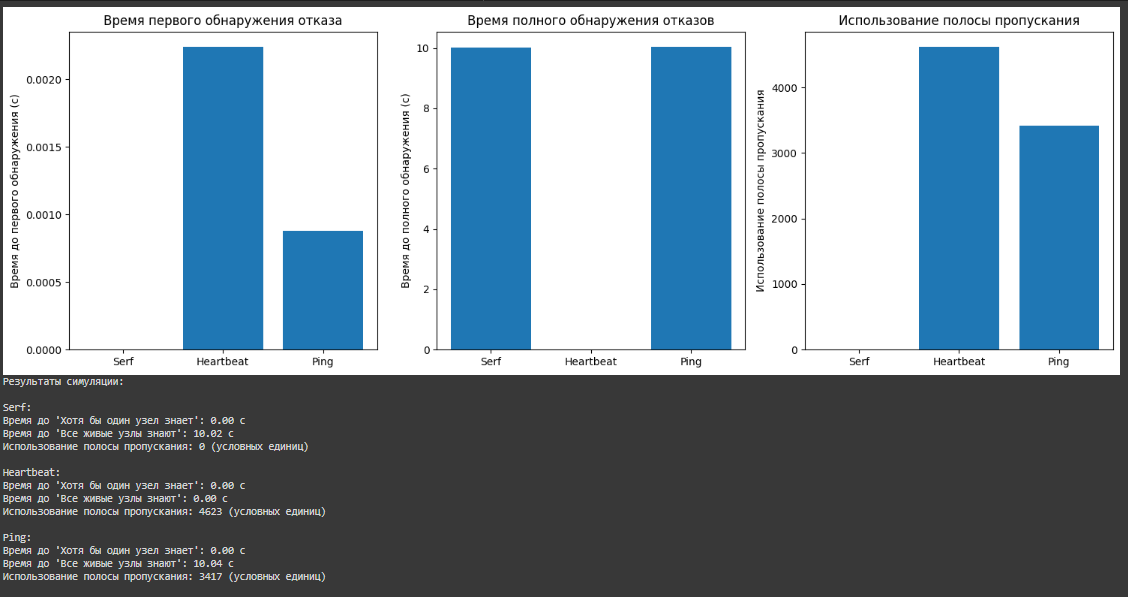 Время первого обнаружения отказа
Время до первого обнаружения (с)
0.0020
0.0015
0.0010
0.0005
0.0000
Serf
Heartbeat
Ping
Время полного обнаружения отказов
Время до полного обнаружения (с)
10
8
6
4
2
0
Serf
Heartbeat
Ping
Использование полосы пропускания
Использование полосы пропускания
4000
3000
2000
1000
0
Serf
Heartbeat
Ping
Результаты симуляции:
Serf:
Время до 'Хотя бы один узел знает': 0.00 с
Время до 'Все живые узлы знают': 10.02 с
Использование полосы пропускания: 0 (условных единиц)
Heartbeat:
Время до 'Хотя бы один узел знает': 0.00 с
Время до 'Все живые узлы знают': 0.00 с
Использование полосы пропускания: 4623 (условных единиц)
Ping:
Время до 'Хотя бы один узел знает': 0.00 с
Время до 'Все живые узлы знают': 10.04 с
Использование полосы пропускания: 3417 (условных единиц)